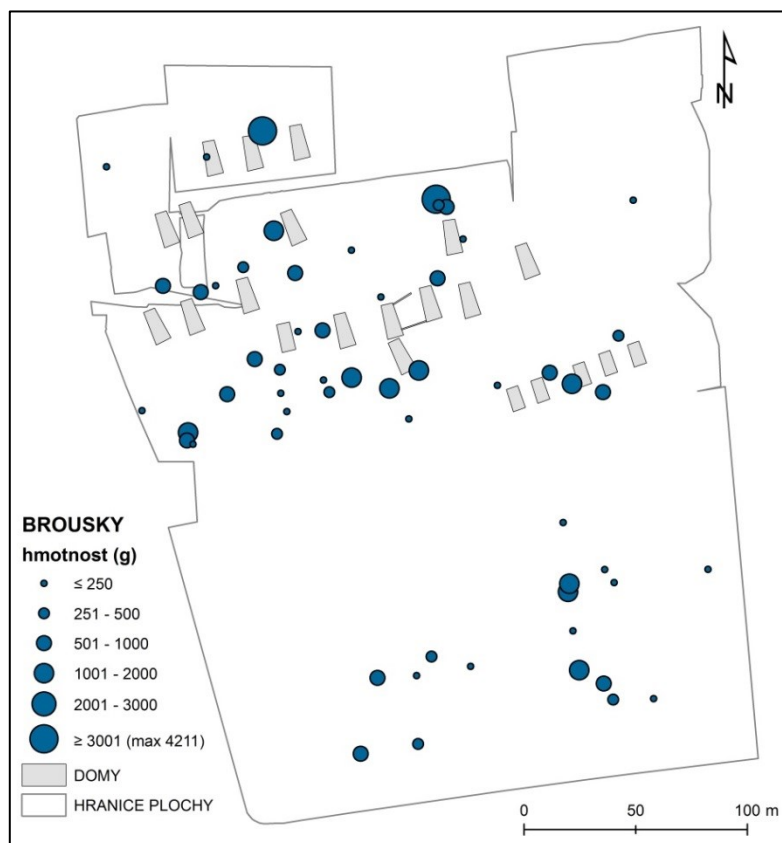 N
BROUSKY
hmotnost (g)
≤ 250
251 - 500
501 - 1000
1001 - 2000
2001 - 3000
≥ 3001 (max 4211)
DOMY
HRANICE PLOCHY
0 50 100 m